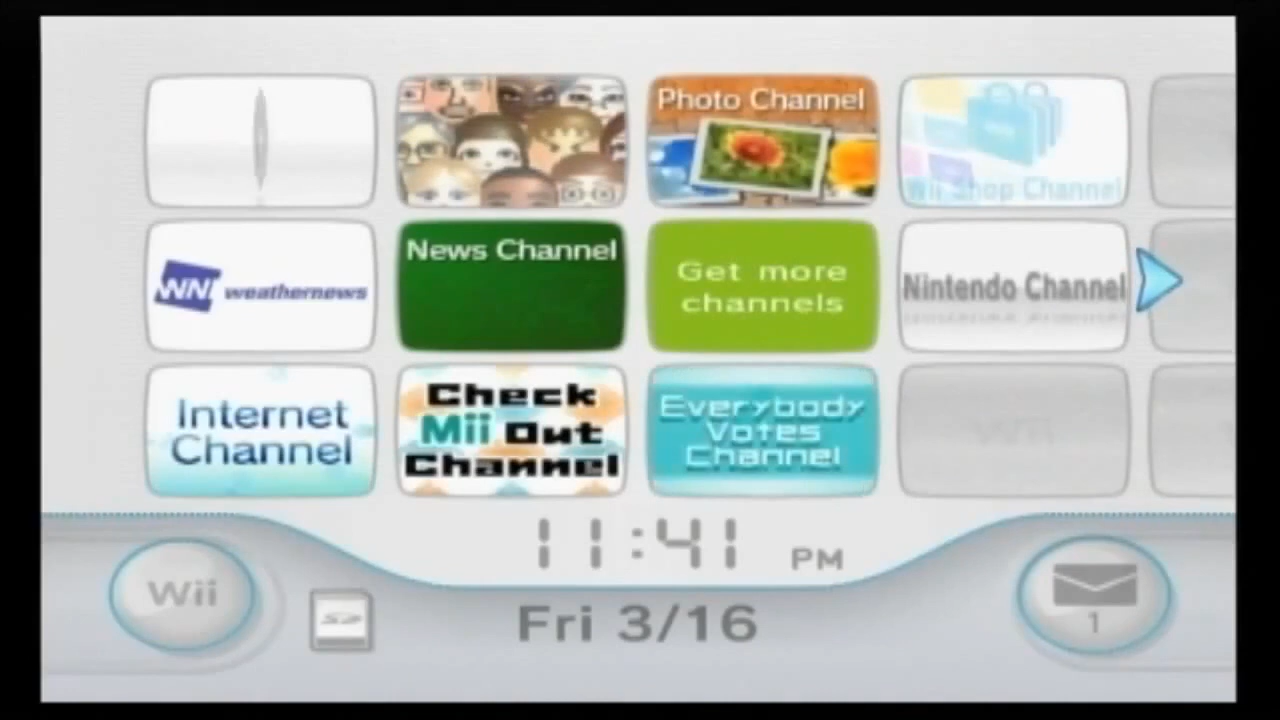 Photo Channel
Wii Shop Channel
WNI weathernews
News Channel
Get more
channels
Nintendo Channel
Internet
Channel
Check
Mii Out
Channel
Everybody
Votes
Channel
Wii
11:41 PM
Wii
SD
Fri 3/16
1